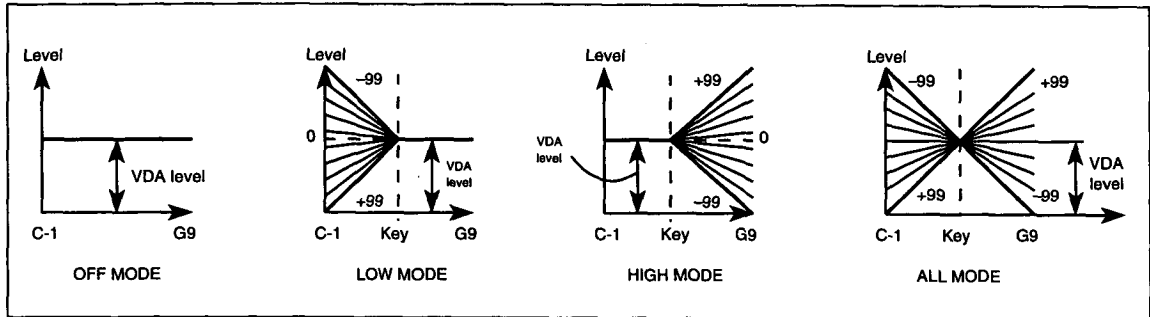 Level
VDA level
C-1 G9
OFF MODE
Level
–99
0
VDA level
+99
C-1 Key G9
LOW MODE
Level
+99
0
VDA level
–99
C-1 Key G9
HIGH MODE
Level
–99 +99
VDA level
+99 –99
C-1 Key G9
ALL MODE